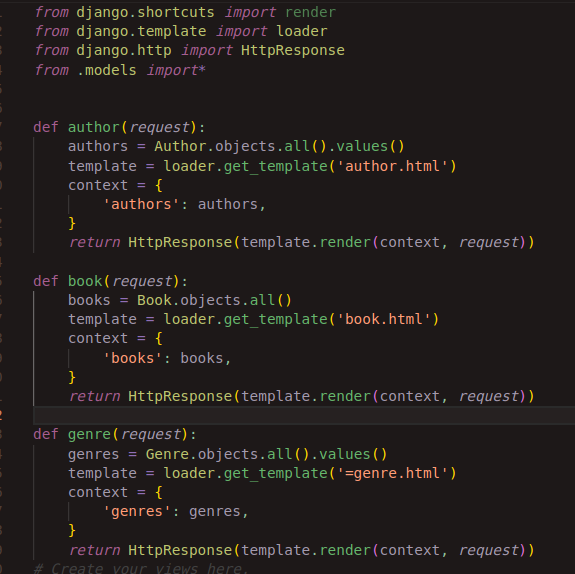 from django.shortcuts import render
from django.template import loader
from django.http import HttpResponse
from .models import*
def author(request):
    authors = Author.objects.all().values()
    template = loader.get_template('author.html')
    context = {
        'authors': authors,
    }
    return HttpResponse(template.render(context, request))
def book(request):
    books = Book.objects.all()
    template = loader.get_template('book.html')
    context = {
        'books': books,
    }
    return HttpResponse(template.render(context, request))
def genre(request):
    genres = Genre.objects.all().values()
    template = loader.get_template('=genre.html')
    context = {
        'genres': genres,
    }
    return HttpResponse(template.render(context, request))
# Create your views here.